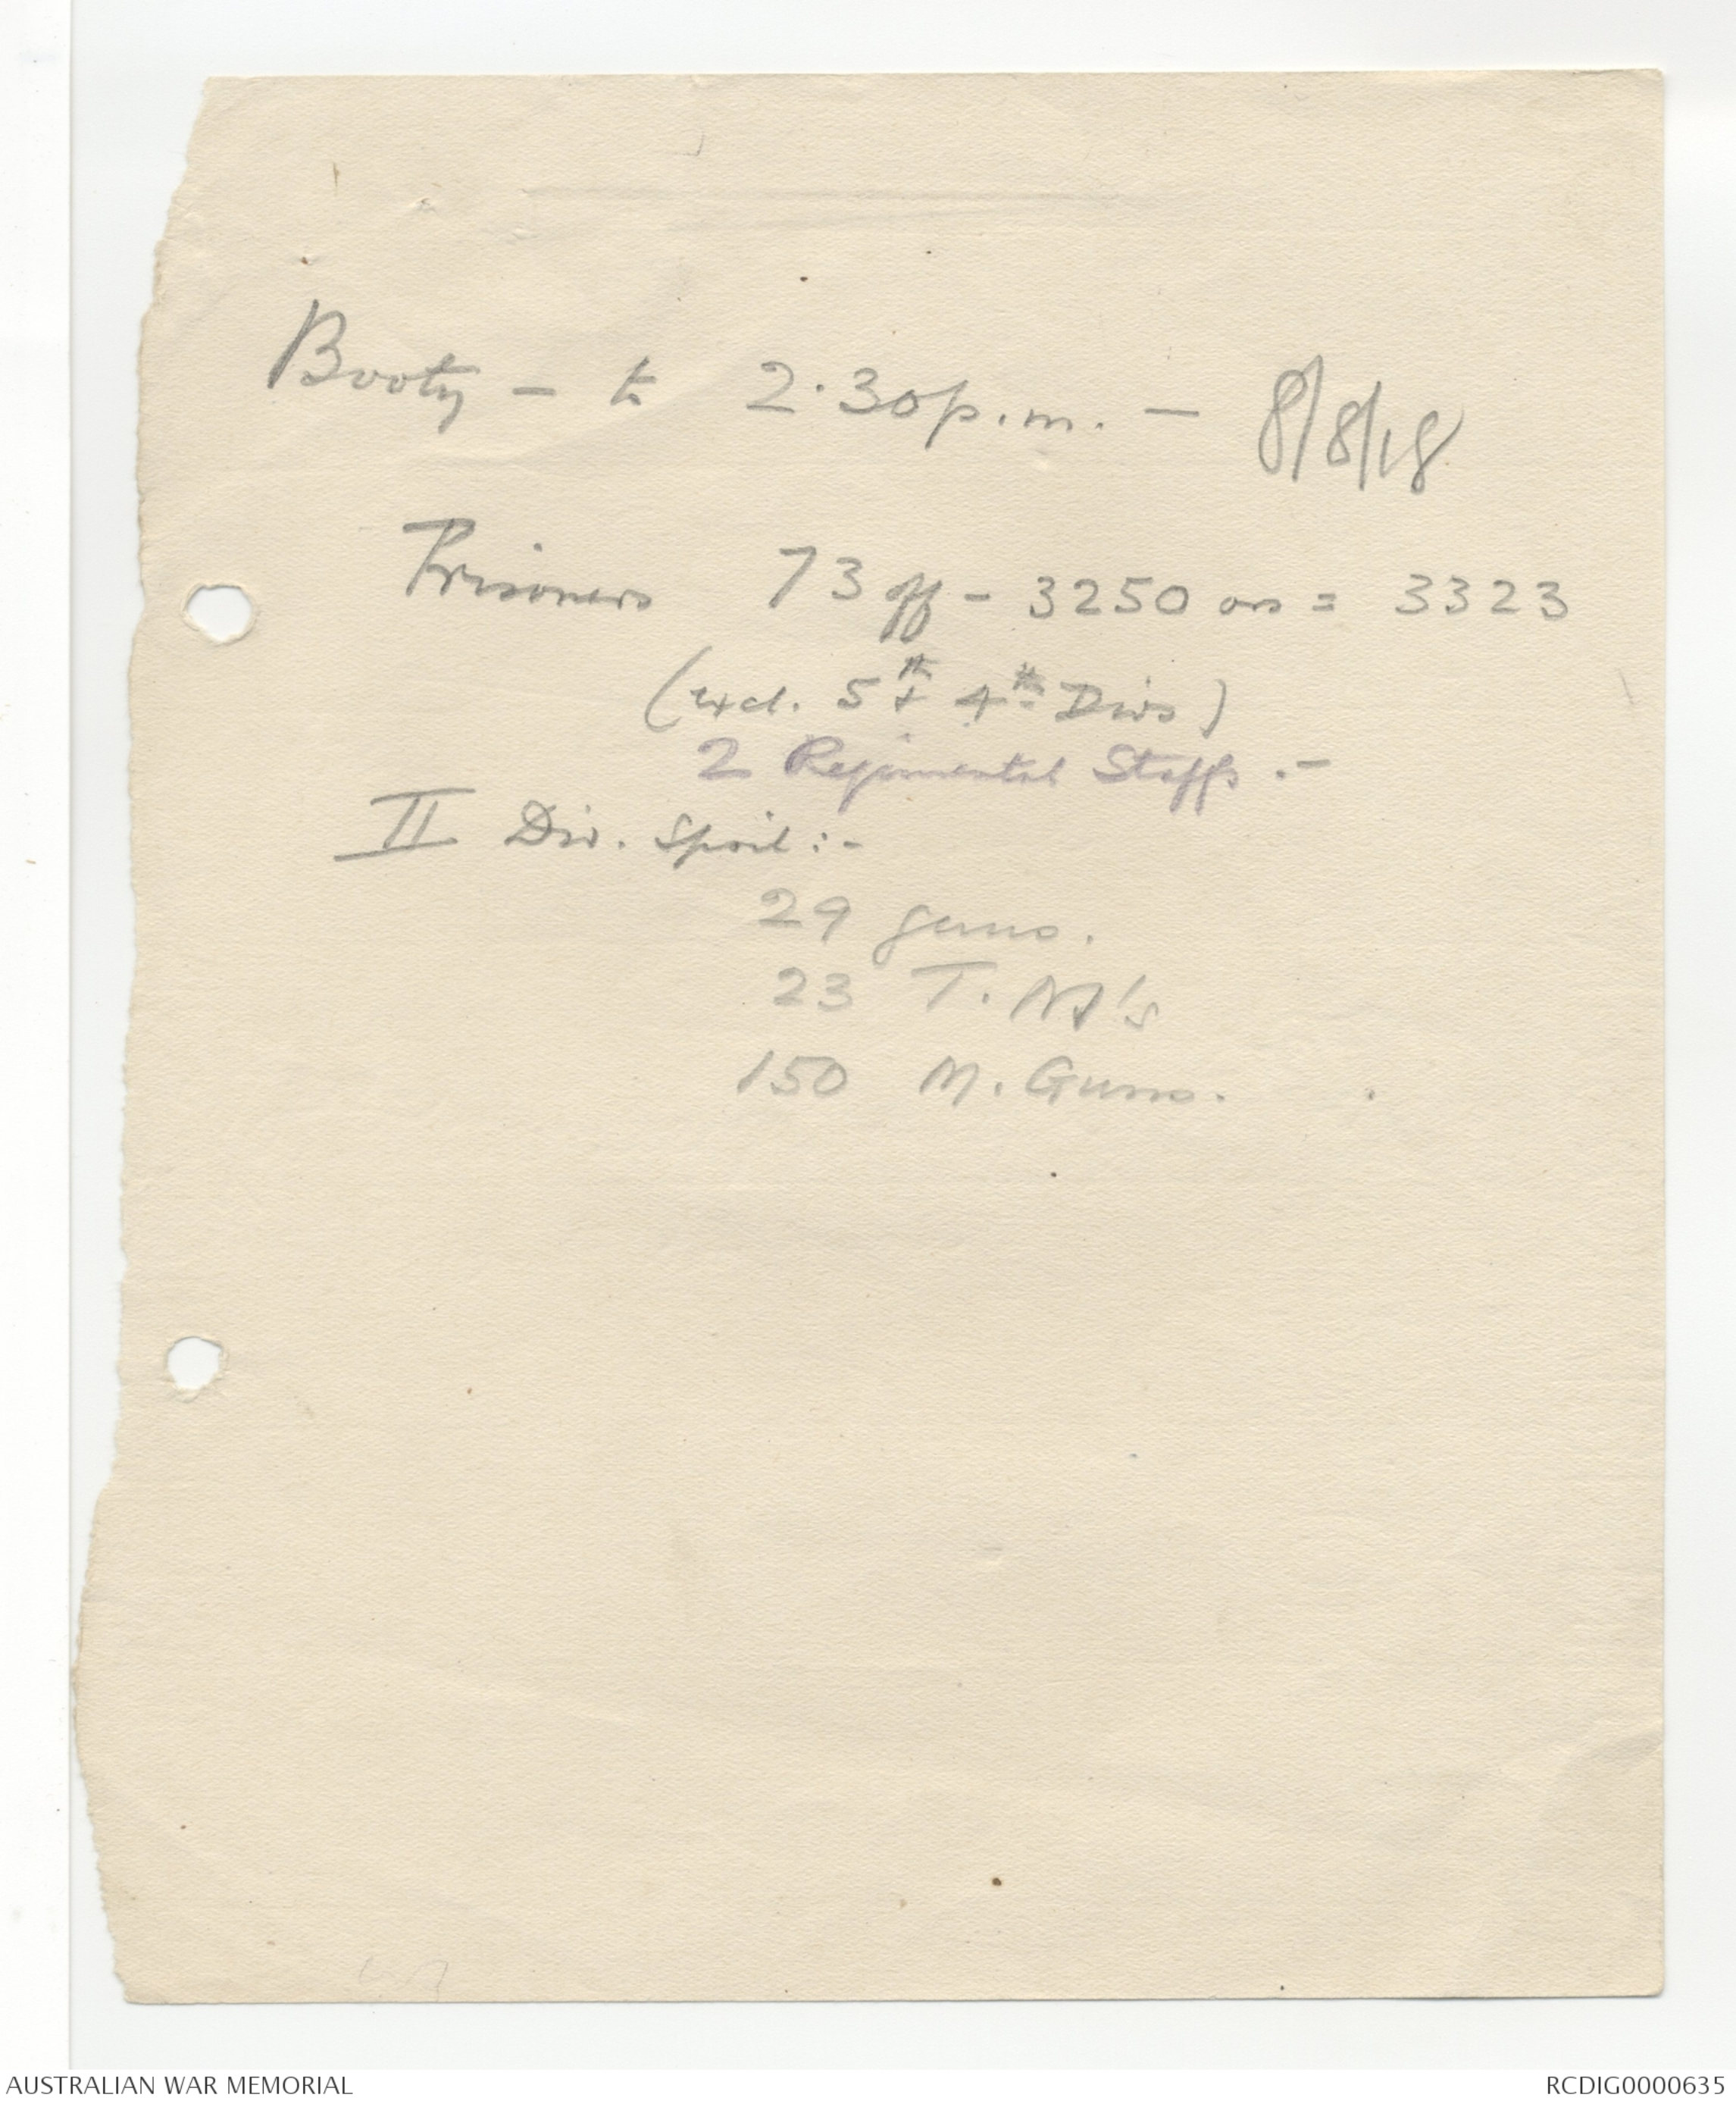 Booty - to 2.30 p.m. - 8/8/18
Prisoners 73 off - 3250 ors = 3323
(excl. 5th & 4th Divs)
2 Regimental Staffs .-
II Div. Spoil :-
29 guns.
23 T. M's
150 M. Guns.
AUSTRALIAN WAR MEMORIAL
RCDIG0000635